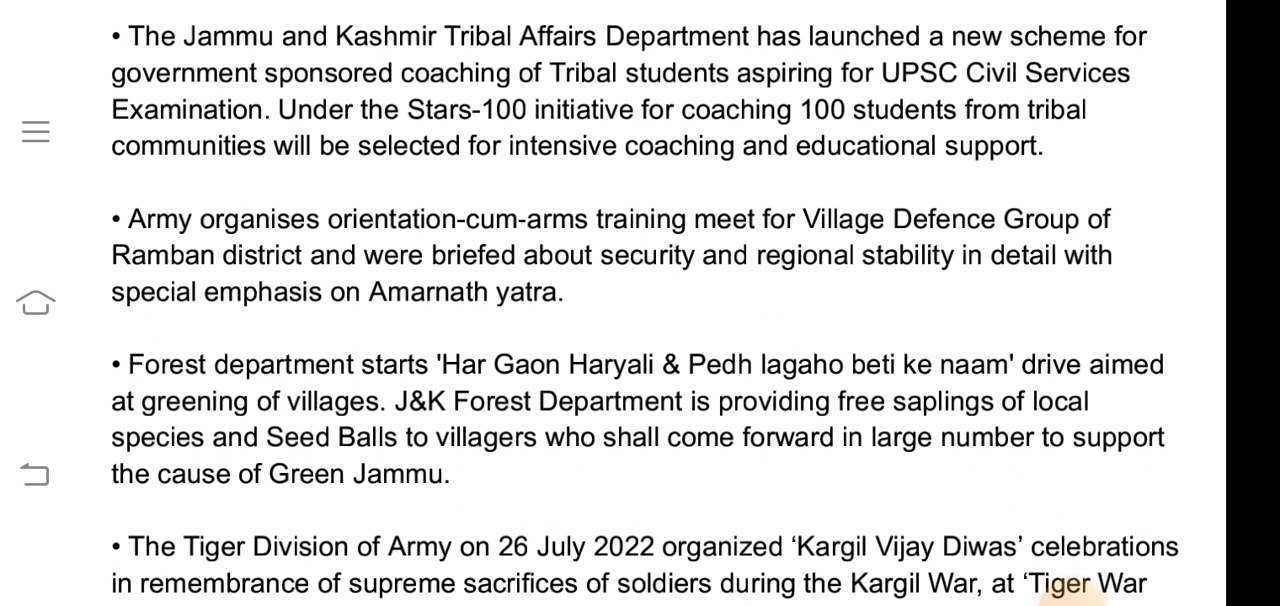 • The Jammu and Kashmir Tribal Affairs Department has launched a new scheme for
government sponsored coaching of Tribal students aspiring for UPSC Civil Services
Examination. Under the Stars-100 initiative for coaching 100 students from tribal
communities will be selected for intensive coaching and educational support.
• Army organises orientation-cum-arms training meet for Village Defence Group of
Ramban district and were briefed about security and regional stability in detail with
special emphasis on Amarnath yatra.
• Forest department starts 'Har Gaon Haryali & Pedh lagaho beti ke naam' drive aimed
at greening of villages. J&K Forest Department is providing free saplings of local
species and Seed Balls to villagers who shall come forward in large number to support
the cause of Green Jammu.
• The Tiger Division of Army on 26 July 2022 organized ‘Kargil Vijay Diwas’ celebrations
in remembrance of supreme sacrifices of soldiers during the Kargil War, at ‘Tiger War